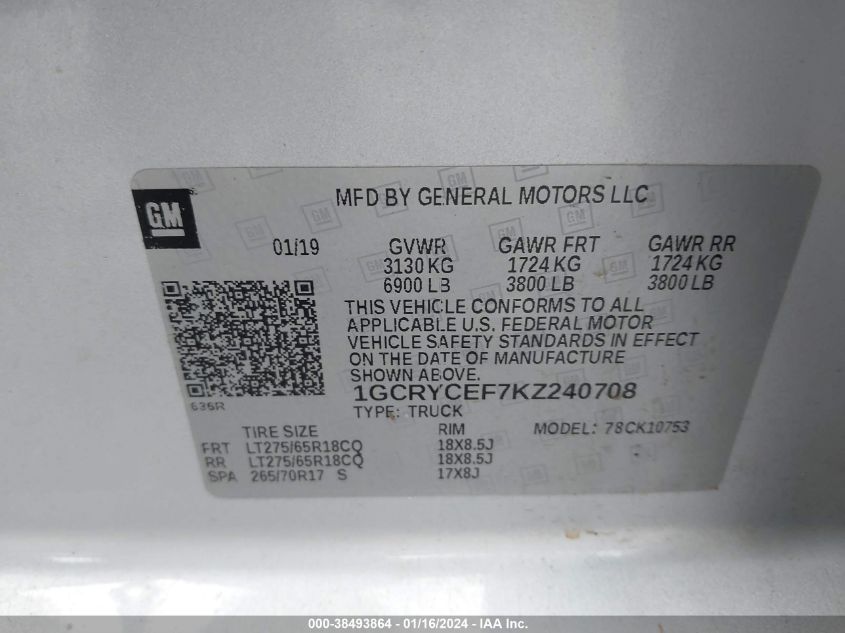 GM
MFD BY GENERAL MOTORS LLC
01/19 GVWR GAWR FRT GAWR RR
3130 KG 1724 KG 1724 KG
6900 LB 3800 LB 3800 LB
THIS VEHICLE CONFORMS TO ALL
APPLICABLE U.S. FEDERAL MOTOR
VEHICLE SAFETY STANDARDS IN EFFECT
ON THE DATE OF MANUFACTURE
SHOWN ABOVE.
636R 1GCRYCEF7KZ240708
TYPE: TRUCK
TIRE SIZE RIM MODEL: 78CK10753
FRT LT275/65R18CQ 18X8.5J
RR LT275/65R18CQ 18X8.5J
SPA 265/70R17 S 17X8J
000-38493864 - 01/16/2024 - IAA Inc.